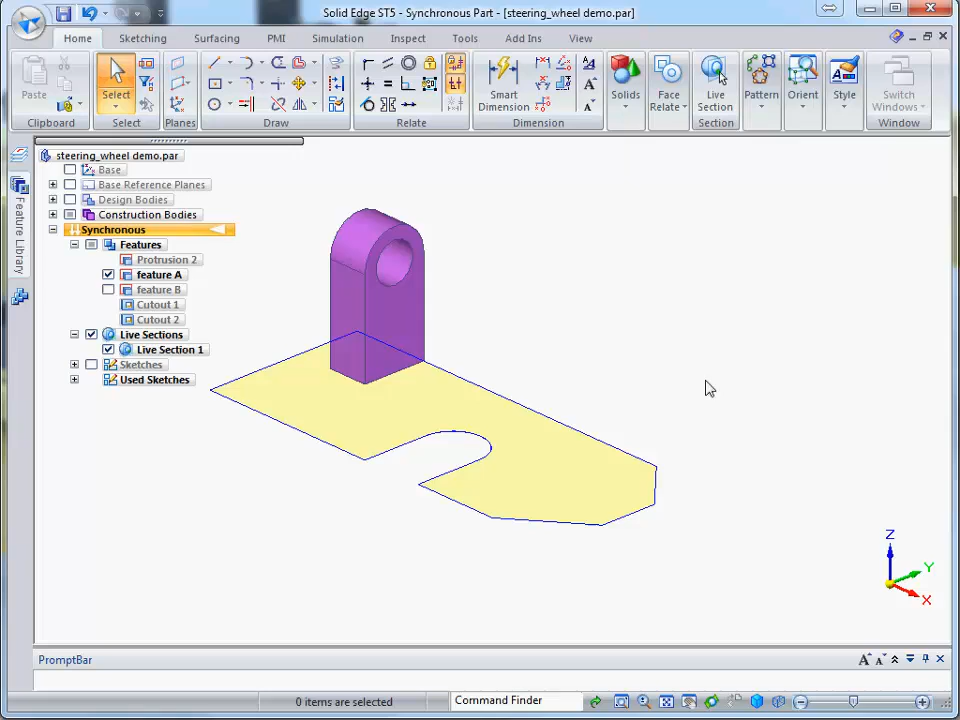 Solid Edge ST5 - Synchronous Part - [steering_wheel demo.par]
Home Sketching Surfacing PMI Simulation Inspect Tools Add Ins View
Paste
Select
Smart
Dimension
Solids
Face
Relate
Live
Section
Pattern
Orient
Style
Switch
Windows
Clipboard Select Planes Draw Relate Dimension Section Window
Feature Library
steering_wheel demo.par
Base
Base Reference Planes
Design Bodies
Construction Bodies
Synchronous
Features
Protrusion 2
feature A
feature B
Cutout 1
Cutout 2
Live Sections
Live Section 1
Sketches
Used Sketches
Z
Y
X
PromptBar
0 items are selected
Command Finder